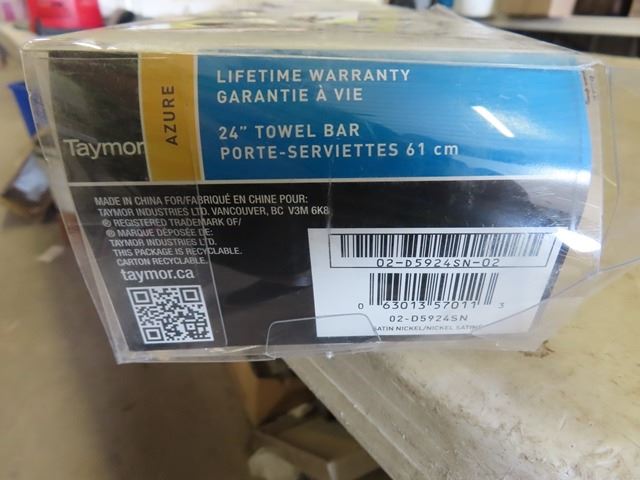 Taymor
AZURE
LIFETIME WARRANTY
GARANTIE À VIE
24" TOWEL BAR
PORTE-SERVIETTES 61 cm
MADE IN CHINA FOR/FABRIQUÉ EN CHINE POUR:
TAYMOR INDUSTRIES LTD. VANCOUVER, BC V3M 6K8
® REGISTERED TRADEMARK OF/
® MARQUE DÉPOSÉE DE:
TAYMOR INDUSTRIES LTD.
THIS PACKAGE IS RECYCLABLE.
CARTON RECYCLABLE.
taymor.ca
02-D5924SN-02
0 63013 57011 3
02-D5924SN
SATIN NICKEL/NICKEL SATINÉ